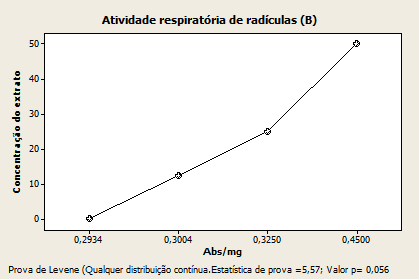 Atividade respiratória de radículas (B)
Concentração do extrato
50
40
30
20
10
0
0,2934 0,3004 0,3250 0,4500
Abs/mg
Prova de Levene (Qualquer distribuição contínua.Estatística de prova =5,57; Valor p= 0,056